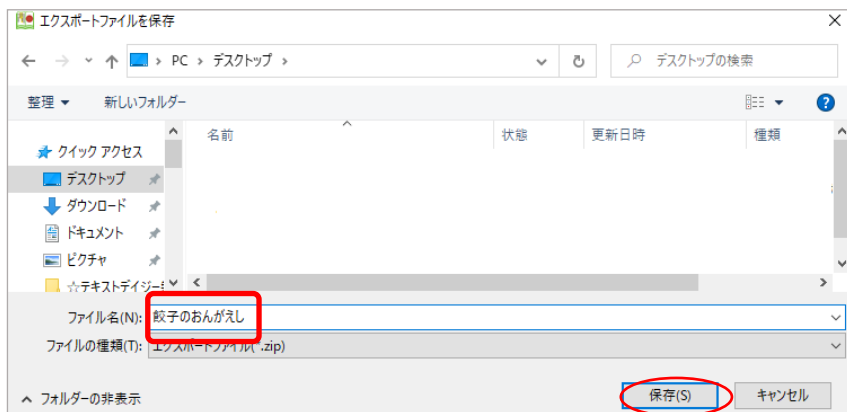 エクスポートファイルを保存
PC › デスクトップ ›
デスクトップの検索
整理 新しいフォルダー
名前 状態 更新日時 種類
クイック アクセス
デスクトップ
ダウンロード
ドキュメント
ピクチャ
☆テキストデイジー
ファイル名(N): 餃子のおんがえし
ファイルの種類(T): エクスポートファイル(*.zip)
フォルダーの非表示 保存(S) キャンセル